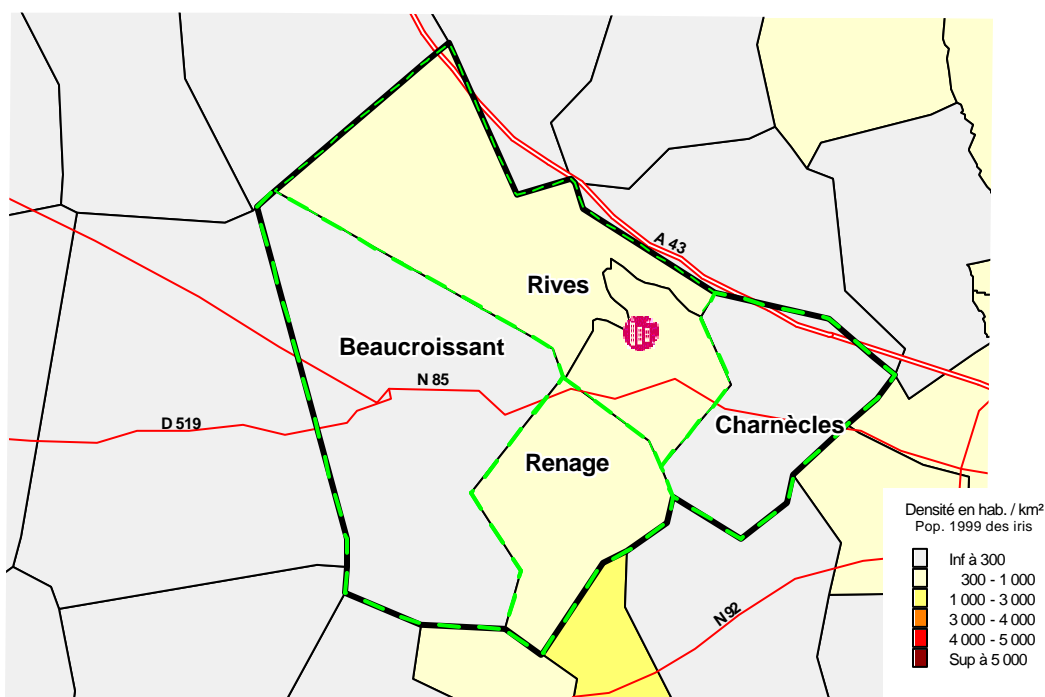 A 43
Rives
Beaucroissant
N 85
D 519
Charnècles
Renage
N 92
Densité en hab. / km²
Pop. 1999 des iris
Inf à 300
300 - 1 000
1 000 - 3 000
3 000 - 4 000
4 000 - 5 000
Sup à 5 000